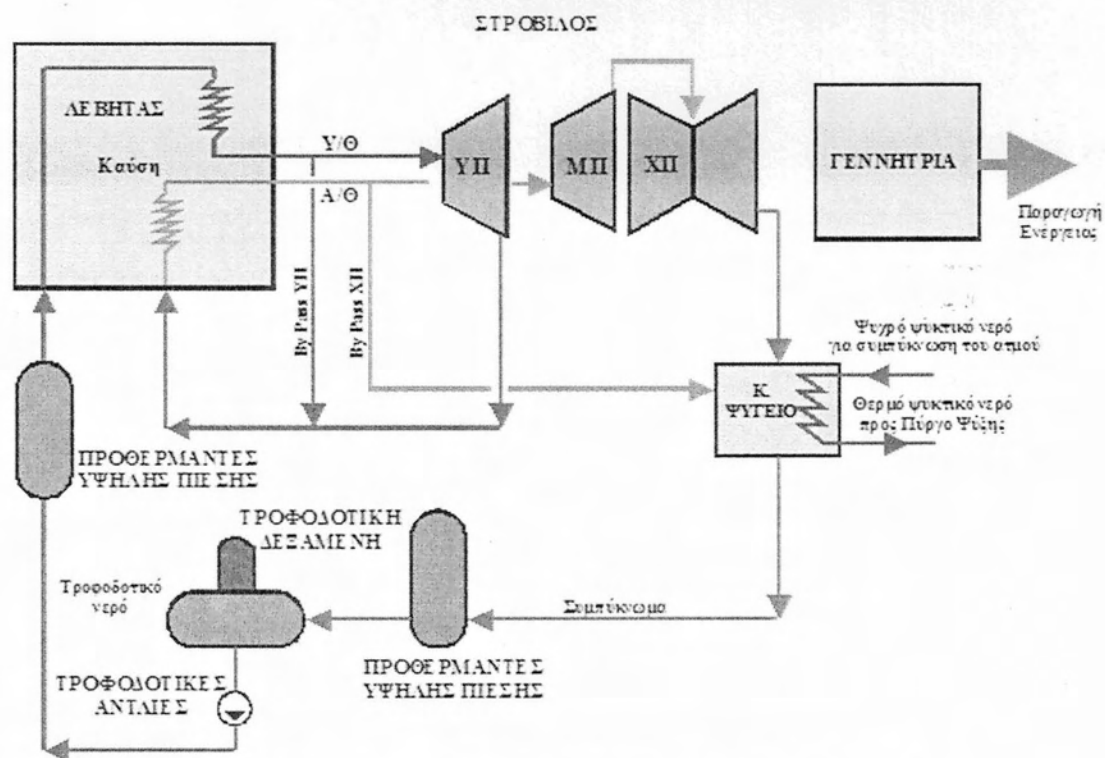 ΣΤΡΟΒΙΛΟΣ
ΛΕΒΗΤΑΣ
Καύση
Υ/Θ
Α/Θ
ΥΠ
ΜΠ
ΧΠ
ΓΕΝΝΗΤΡΙΑ
Παραγωγή
Ενέργειας
By Pass ΥΠ
By Pass ΧΠ
Ψυχρό ψυκτικό νερό
για συμπύκνωση του ατμού
Κ.
ΨΥΓΕΙΟ
Θερμό ψυκτικό νερό
προς Πύργο Ψύξης
ΠΡΟΘΕΡΜΑΝΤΕΣ
ΥΨΗΛΗΣ ΠΙΕΣΗΣ
ΤΡΟΦΟΔΟΤΙΚΗ
ΔΕΞΑΜΕΝΗ
Τροφοδοτικό
νερό
Συμπύκνωμα
ΠΡΟΘΕΡΜΑΝΤΕΣ
ΥΨΗΛΗΣ ΠΙΕΣΗΣ
ΤΡΟΦΟΔΟΤΙΚΕΣ
ΑΝΤΛΙΕΣ